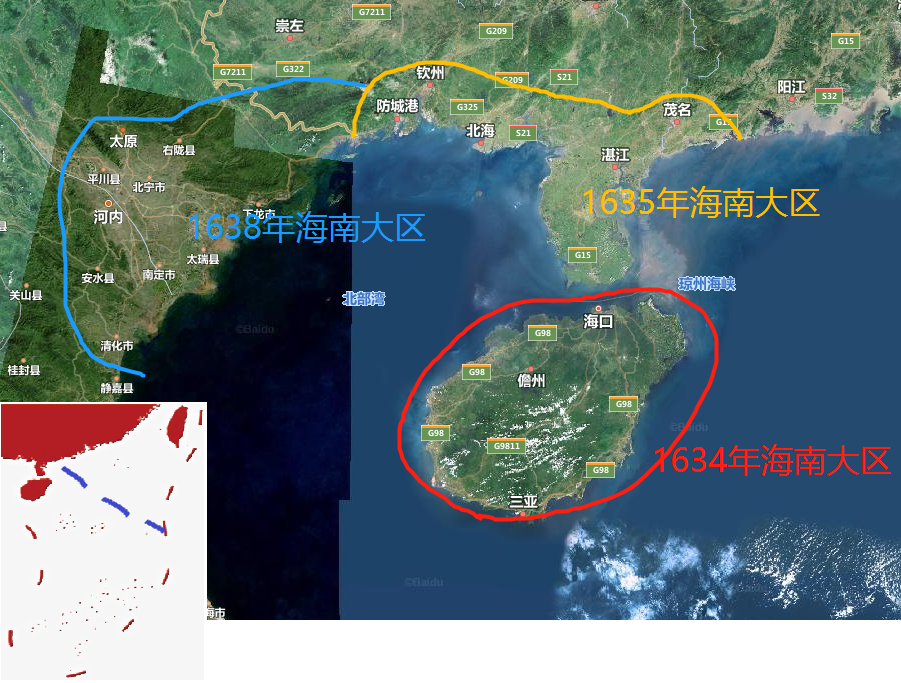 G7211
崇左
G209
G15
G7211
G322
钦州
G209
S21
阳江
S32
防城港
G325
茂名
北海
S21
太原
右陇县
湛江
平川县
北宁市
河内
下龙市
1635年海南大区
1638年海南大区
太瑞县
G15
安水县
南定市
琼州海峡
关山县
北部湾
海口
©Baidu
G98
清化市
桂封县
G98
儋州
静嘉县
G98
©Baidu
G98
G9811
1634年海南大区
G98
三亚
©Baidu
海市